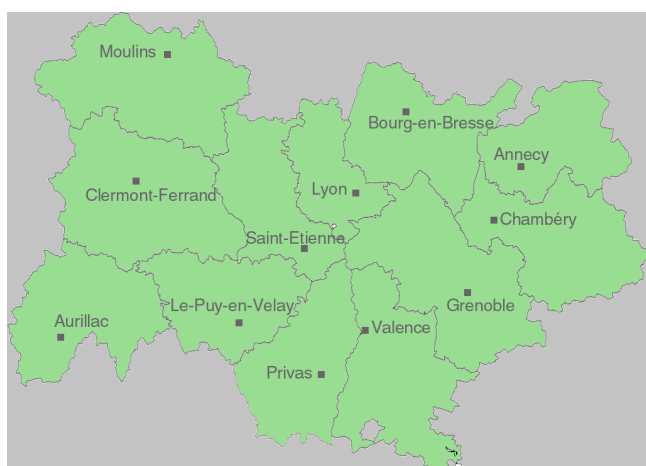 Moulins
Bourg-en-Bresse
Annecy
Clermont-Ferrand
Lyon
Chambéry
Saint-Etienne
Le-Puy-en-Velay
Grenoble
Aurillac
Valence
Privas